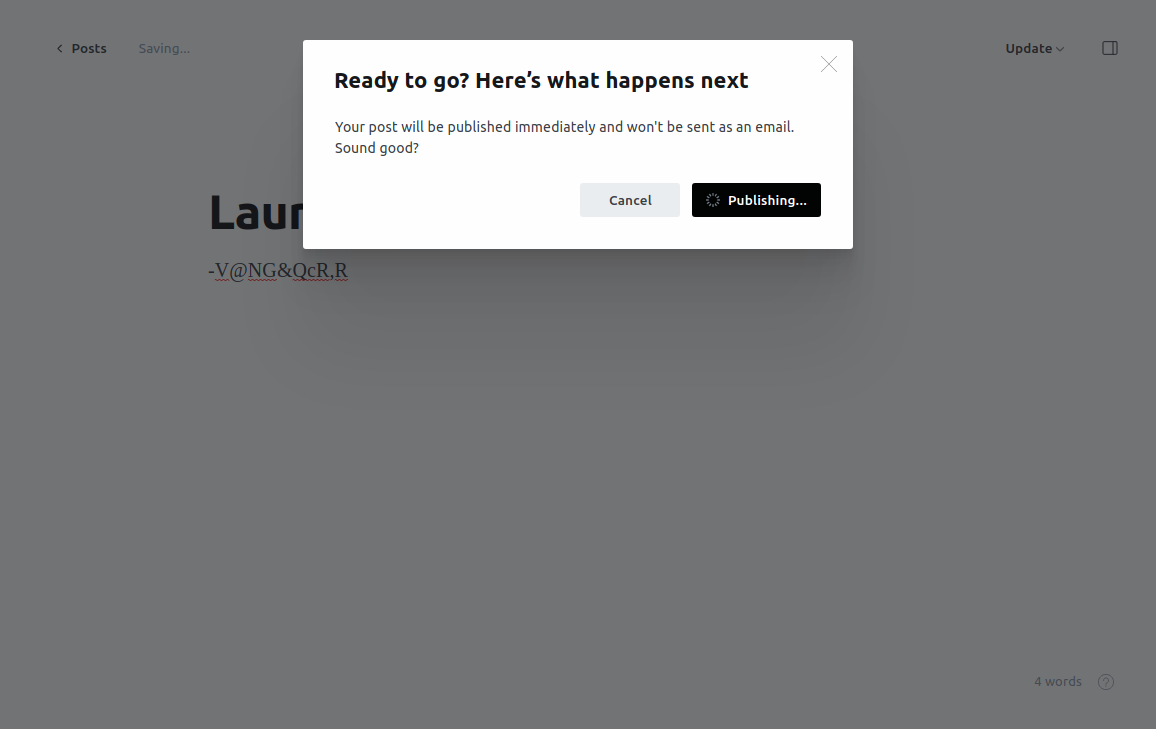 Posts
Saving...
Update
Ready to go? Here’s what happens next
Your post will be published immediately and won't be sent as an email.
Sound good?
Cancel
Publishing...
-V@NG&QcR,R
4 words
?